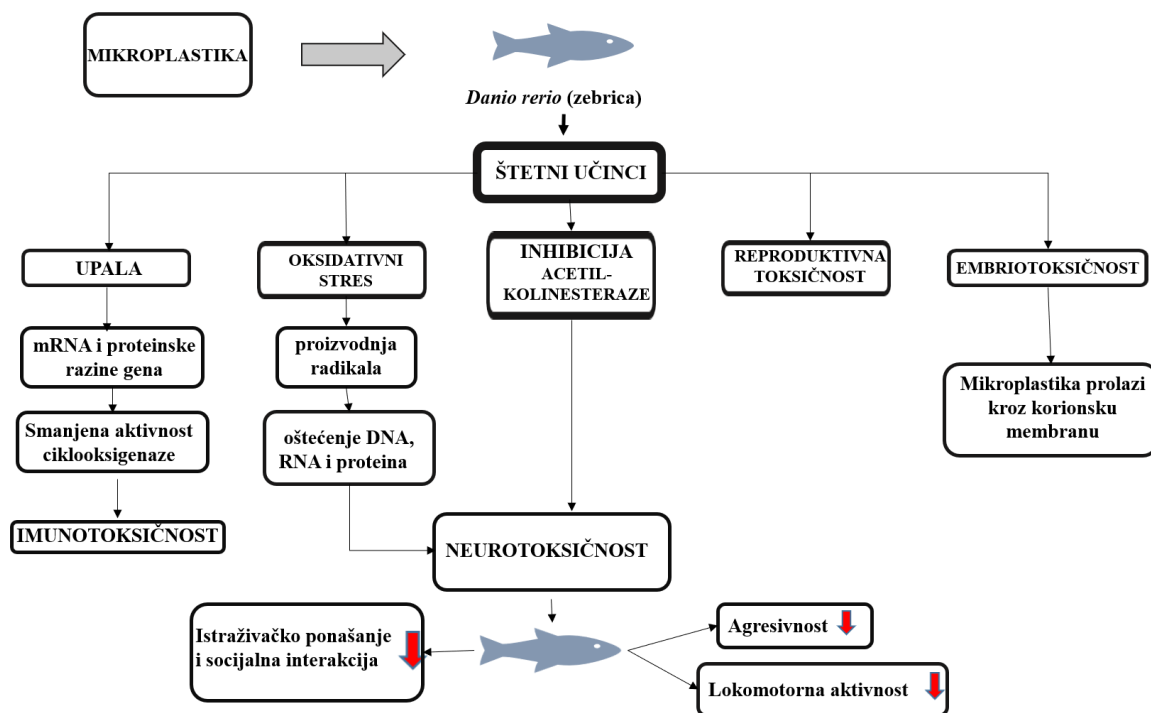 MIKROPLASTIKA
Danio rerio (zebrica)
ŠTETNI UČINCI
UPALA
OKSIDATIVNI
STRES
INHIBICIJA
ACETIL-
KOLINESTERAZE
REPRODUKTIVNA
TOKSIČNOST
EMBRIOTOKSIČNOST
mRNA i proteinske
razine gena
proizvodnja
radikala
Mikroplastika prolazi
kroz korionsku
membranu
Smanjena aktivnost
ciklooksigenaze
oštećenje DNA,
RNA i proteina
IMUNOTOKSIČNOST
NEUROTOKSIČNOST
Istraživačko ponašanje
i socijalna interakcija
Agresivnost
Lokomotorna aktivnost